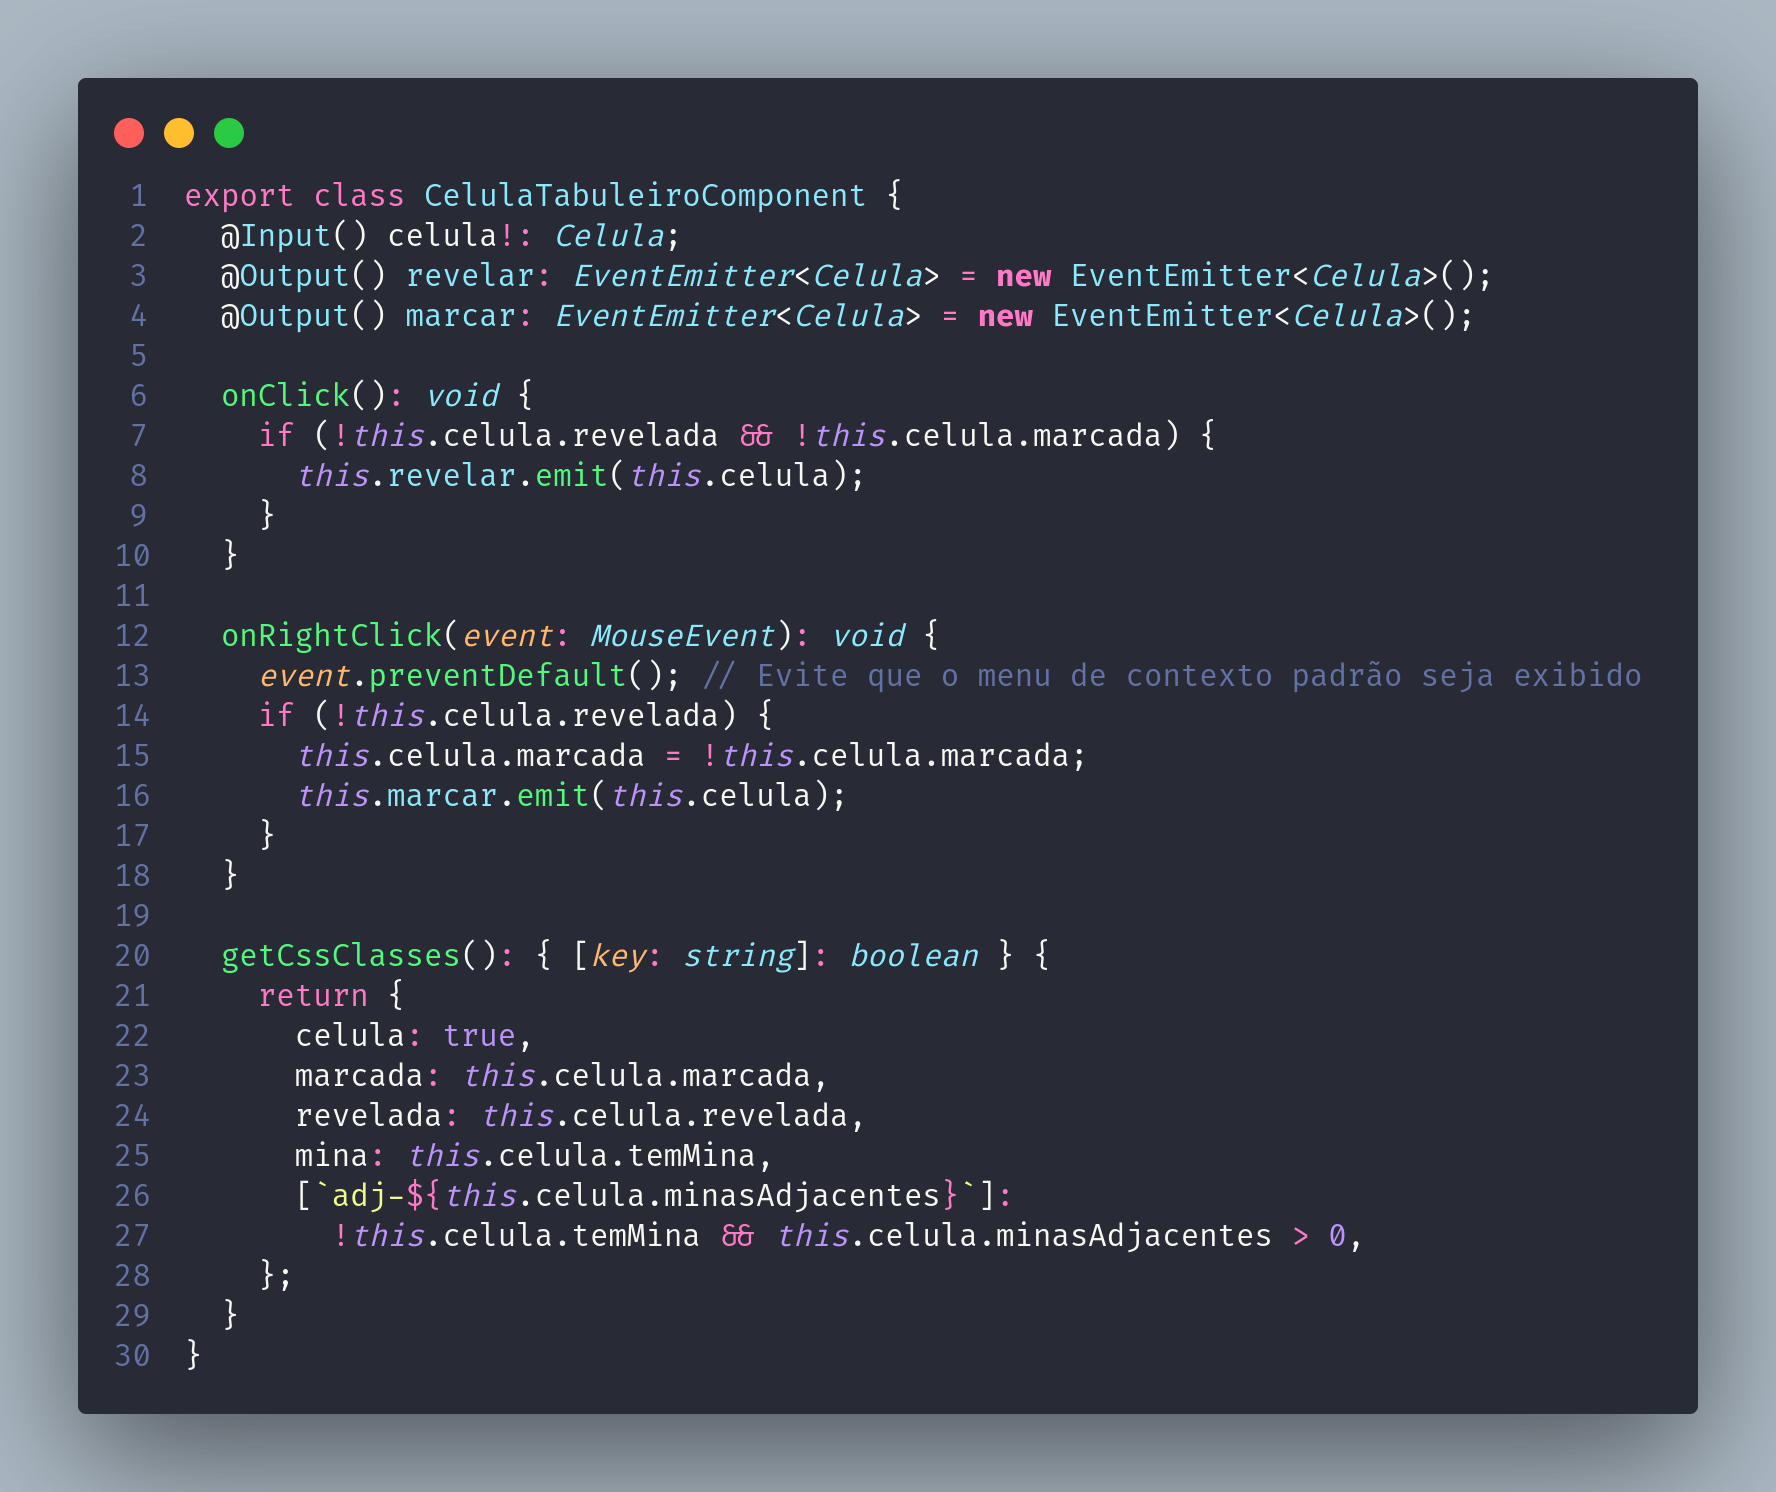 1 export class CelulaTabuleiroComponent {
2 @Input() celula!: Celula;
3 @Output() revelar: EventEmitter<Celula> = new EventEmitter<Celula>();
4 @Output() marcar: EventEmitter<Celula> = new EventEmitter<Celula>();
5
6 onClick(): void {
7 if (!this.celula.revelada && !this.celula.marcada) {
8 this.revelar.emit(this.celula);
9 }
10 }
11
12 onRightClick(event: MouseEvent): void {
13 event.preventDefault(); // Evite que o menu de contexto padrão seja exibido
14 if (!this.celula.revelada) {
15 this.celula.marcada = !this.celula.marcada;
16 this.marcar.emit(this.celula);
17 }
18 }
19
20 getCssClasses(): { [key: string]: boolean } {
21 return {
22 celula: true,
23 marcada: this.celula.marcada,
24 revelada: this.celula.revelada,
25 mina: this.celula.temMina,
26 [`adj-${this.celula.minasAdjacentes}`]:
27 !this.celula.temMina && this.celula.minasAdjacentes > 0,
28 };
29 }
30 }